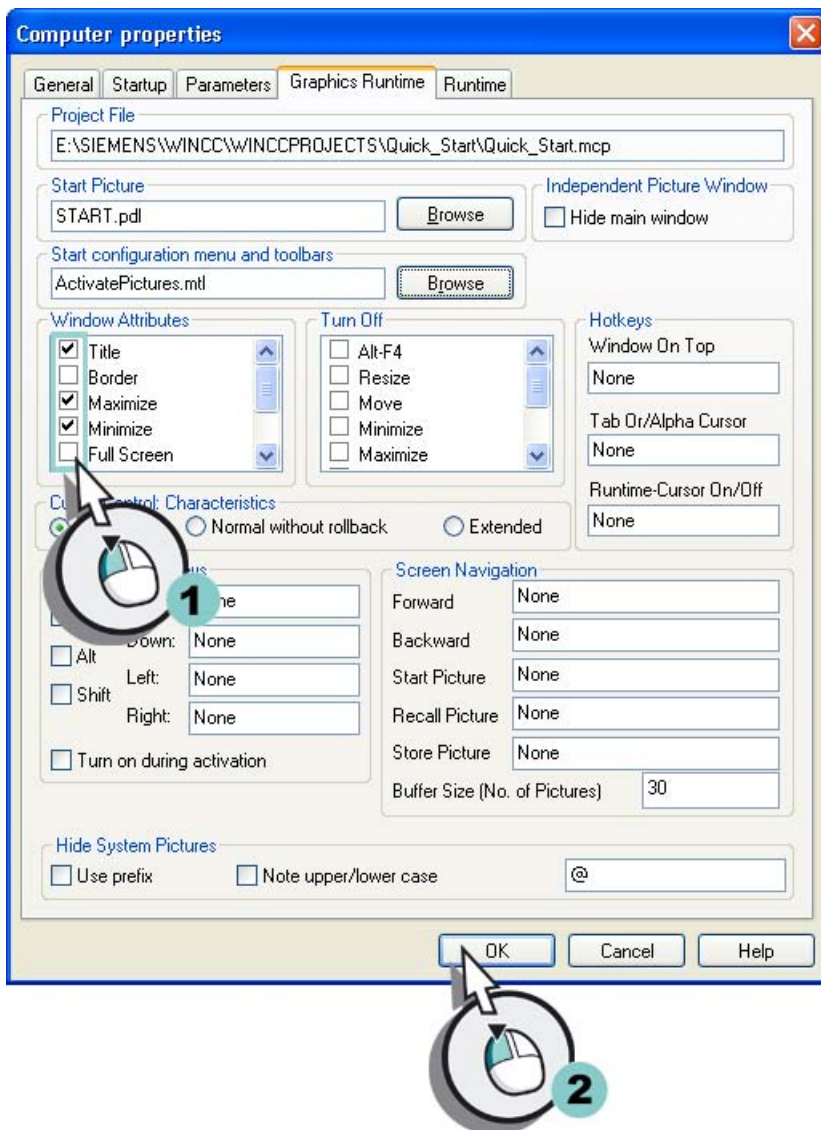 Computer properties
General Startup Parameters Graphics Runtime Runtime
Project File
E:\SIEMENS\WINCC\WINCCPROJECTS\Quick_Start\Quick_Start.mcp
Start Picture
START.pdl
Browse
Independent Picture Window
Hide main window
Start configuration menu and toolbars
ActivatePictures.mtl
Browse
Window Attributes
Title
Border
Maximize
Minimize
Full Screen
Turn Off
Alt-F4
Resize
Move
Minimize
Maximize
Hotkeys
Window On Top
None
Tab Or/Alpha Cursor
None
Runtime-Cursor On/Off
None
Characteristics
Normal without rollback
Extended
1
Alt
Shift
Down: None
Left: None
Right: None
Turn on during activation
Screen Navigation
Forward None
Backward None
Start Picture None
Recall Picture None
Store Picture None
Buffer Size (No. of Pictures) 30
Hide System Pictures
Use prefix
Note upper/lower case
@
OK Cancel Help
2